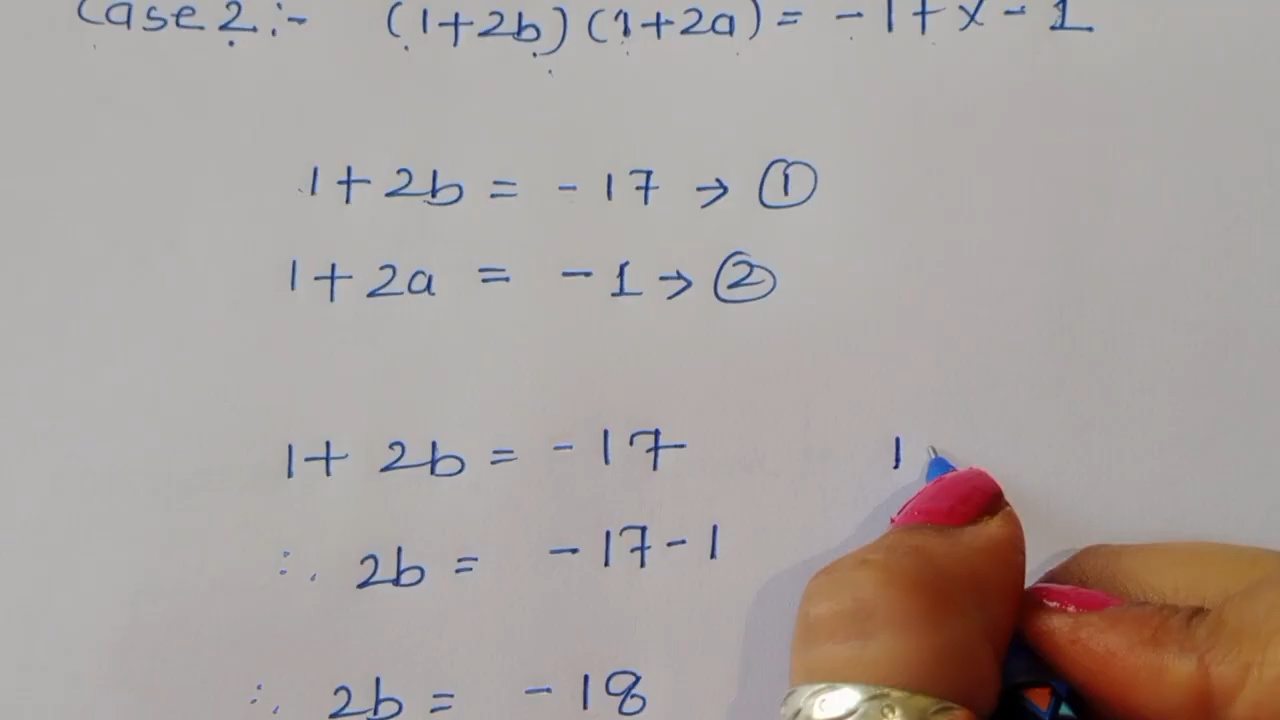 Case 2:- (1+2b)(1+2a) = -17 x -1
1+2b = -17 → ①
1+2a = -1 → ②
1+2b = -17 1
∴ 2b = -17-1
∴ 2b = -18